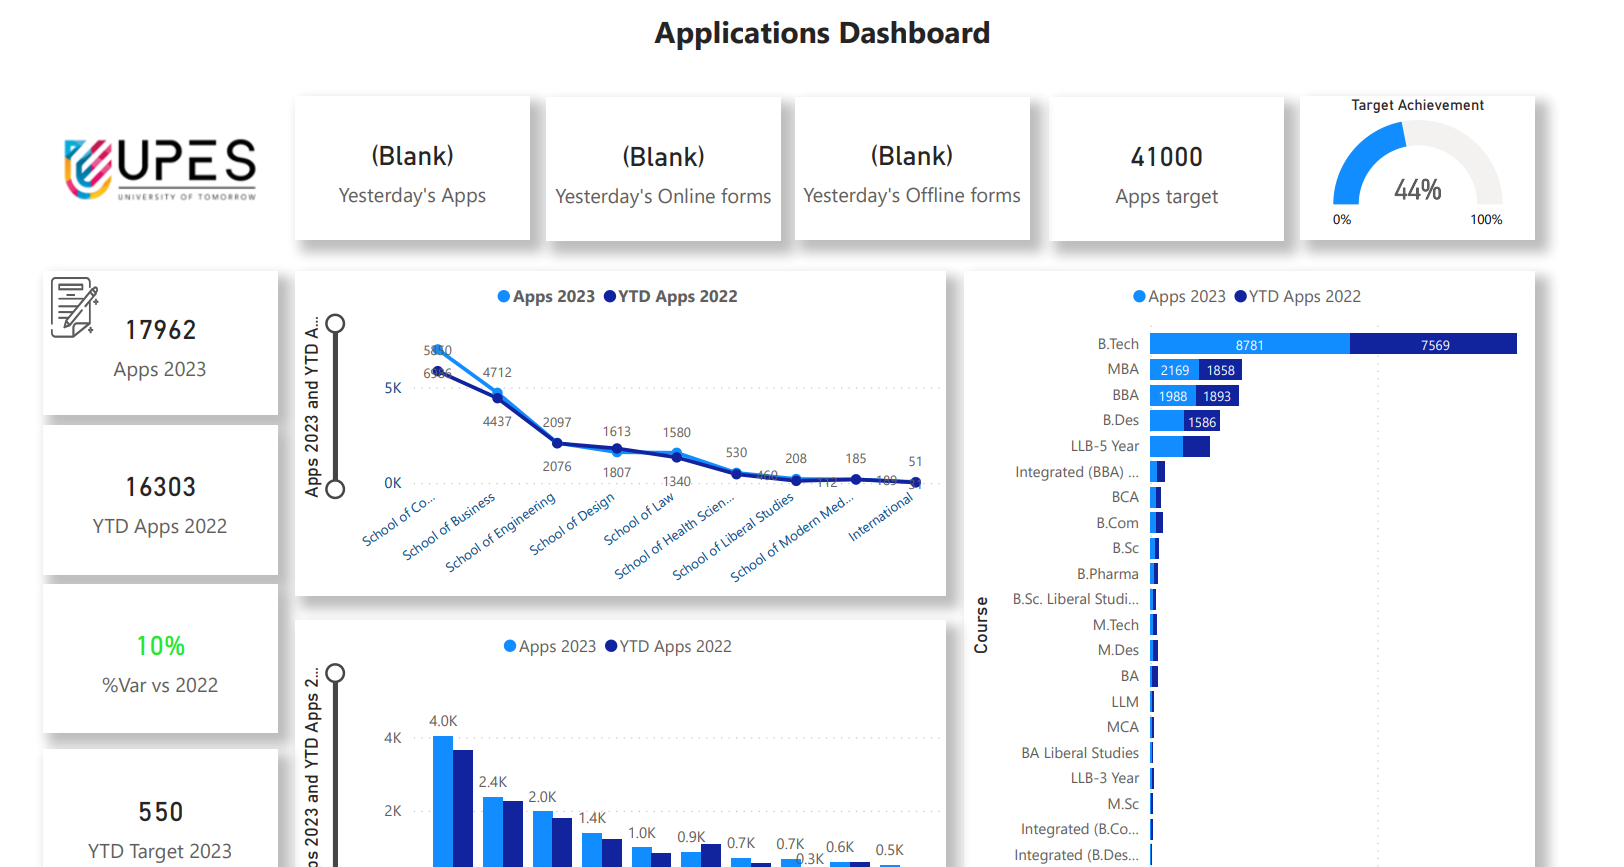 Applications Dashboard
UPES
UNIVERSITY OF TOMORROW
(Blank)
Yesterday's Apps
(Blank)
Yesterday's Online forms
(Blank)
Yesterday's Offline forms
41000
Apps target
Target Achievement
44%
0%
100%
17962
Apps 2023
16303
YTD Apps 2022
10%
%Var vs 2022
550
YTD Target 2023
Apps 2023 YTD Apps 2022
Apps 2023 and YTD A...
5K
0K
5850
6986
4712
4437
2097
2076
1613
1807
1580
1340
530
460
208
112
185
189
51
31
School of Co...
School of Business
School of Engineering
School of Design
School of Law
School of Health Scien...
School of Liberal Studies
School of Modern Med...
International
Apps 2023 YTD Apps 2022
ps 2023 and YTD Apps 2...
4K
2K
4.0K
2.4K
2.0K
1.4K
1.0K
0.9K
0.7K
0.7K
0.3K
0.6K
0.5K
Apps 2023 YTD Apps 2022
Course
B.Tech 8781 7569
MBA 2169 1858
BBA 1988 1893
B.Des 1586
LLB-5 Year
Integrated (BBA) ...
BCA
B.Com
B.Sc
B.Pharma
B.Sc. Liberal Studi...
M.Tech
M.Des
BA
LLM
MCA
BA Liberal Studies
LLB-3 Year
M.Sc
Integrated (B.Co...
Integrated (B.Des...